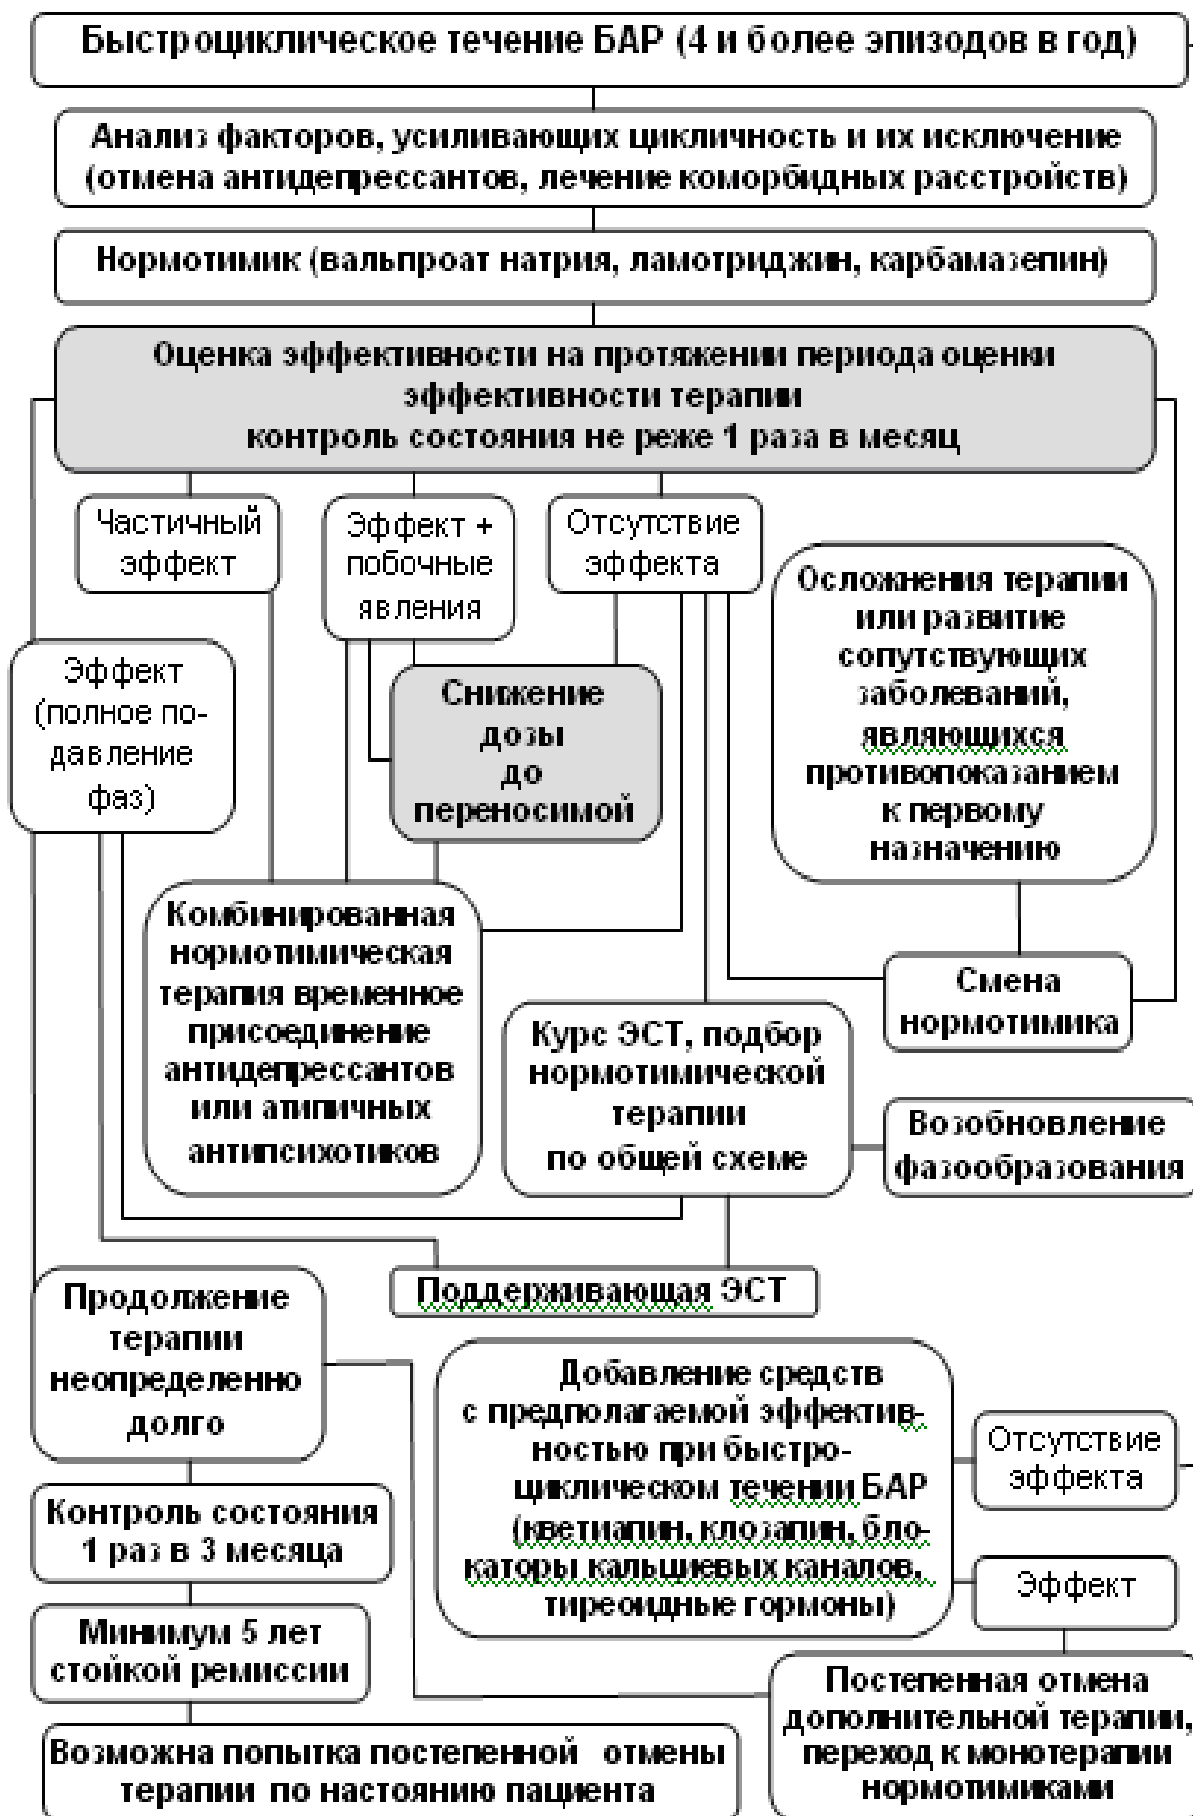 Быстроциклическое течение БАР (4 и более эпизодов в год)
Анализ факторов, усиливающих цикличность и их исключение
(отмена антидепрессантов, лечение коморбидных расстройств)
Нормотимик (вальпроат натрия, ламотриджин, карбамазепин)
Оценка эффективности на протяжении периода оценки
эффективности терапии
контроль состояния не реже 1 раза в месяц
Частичный
эффект
Эффект +
побочные
явления
Отсутствие
эффекта
Осложнения терапии
или развитие
сопутствующих
заболеваний,
являющихся
противопоказанием
к первому
назначению
Эффект
(полное по-
давление
фаз)
Снижение
дозы
до
переносимой
Комбинированная
нормотимическая
терапия временное
присоединение
антидепрессантов
или атипичных
антипсихотиков
Смена
нормотимика
Курс ЭСТ, подбор
нормотимической
терапии
по общей схеме
Возобновление
фазообразования
Поддерживающая ЭСТ
Продолжение
терапии
неопределенно
долго
Добавление средств
с предполагаемой эффектив-
ностью при быстро-
циклическом течении БАР
(кветиапин, клозапин, бло-
каторы кальциевых каналов,
тиреоидные гормоны)
Отсутствие
эффекта
Эффект
Контроль состояния
1 раз в 3 месяца
Минимум 5 лет
стойкой ремиссии
Постепенная отмена
дополнительной терапии,
переход к монотерапии
нормотимиками
Возможна попытка постепенной отмены
терапии по настоянию пациента